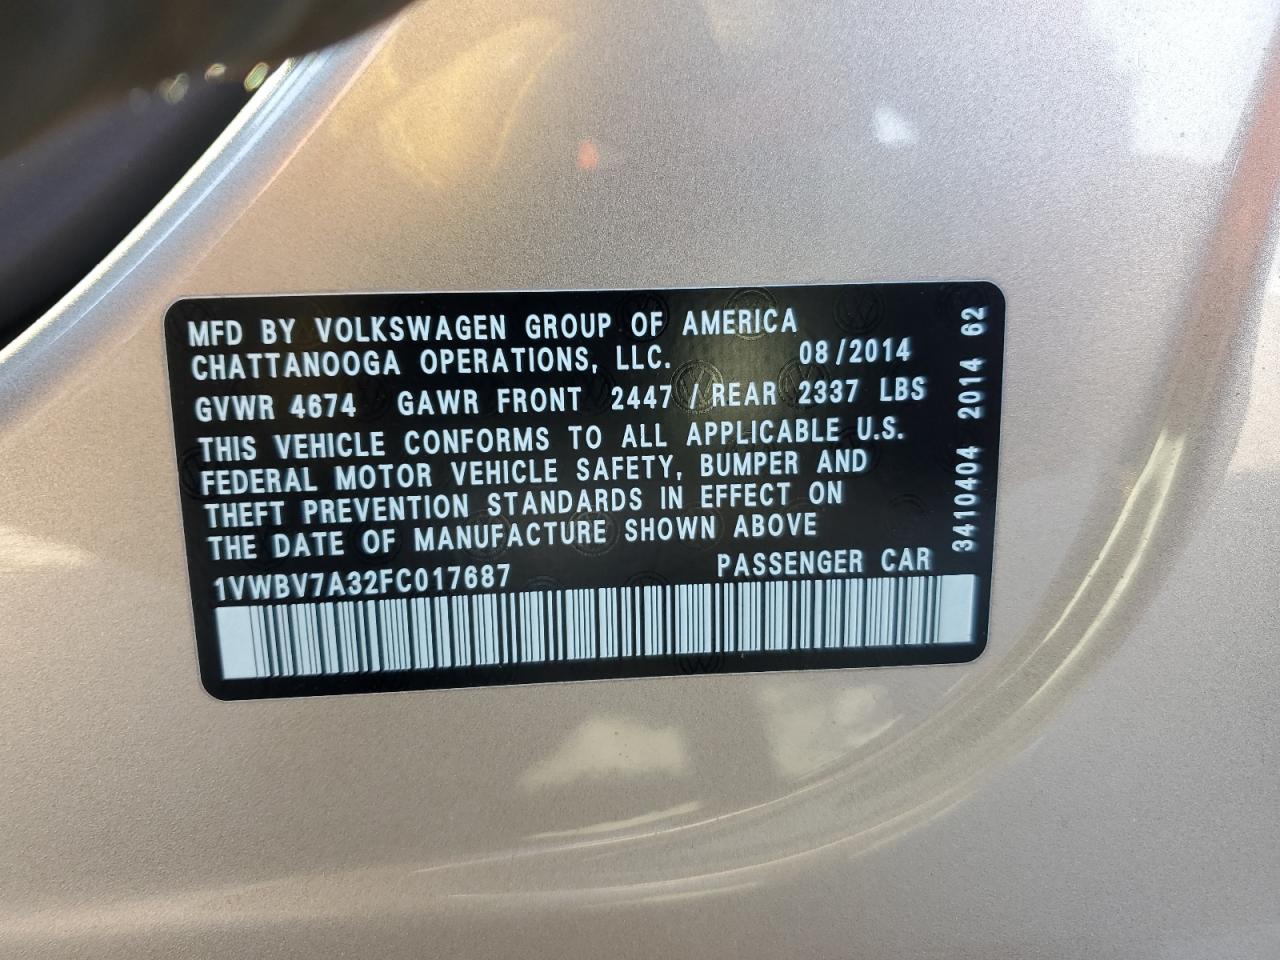 MFD BY VOLKSWAGEN GROUP OF AMERICA
CHATTANOOGA OPERATIONS, LLC. 08/2014
GVWR 4674 GAWR FRONT 2447 / REAR 2337 LBS
THIS VEHICLE CONFORMS TO ALL APPLICABLE U.S.
FEDERAL MOTOR VEHICLE SAFETY, BUMPER AND
THEFT PREVENTION STANDARDS IN EFFECT ON
THE DATE OF MANUFACTURE SHOWN ABOVE
1VWBV7A32FC017687 PASSENGER CAR
3410404 2014 62